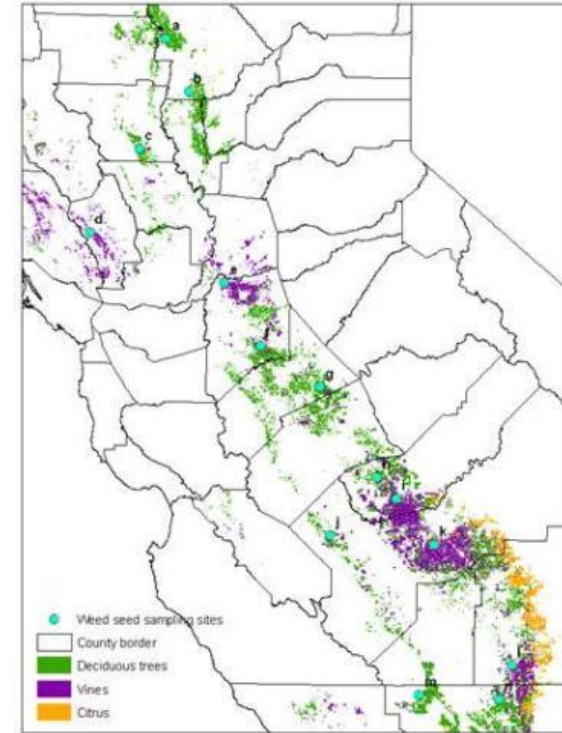 a
b
c
d
e
f
g
h
i
j
k
l
m
Weed seed sampling sites
County border
Deciduous trees
Vines
Citrus